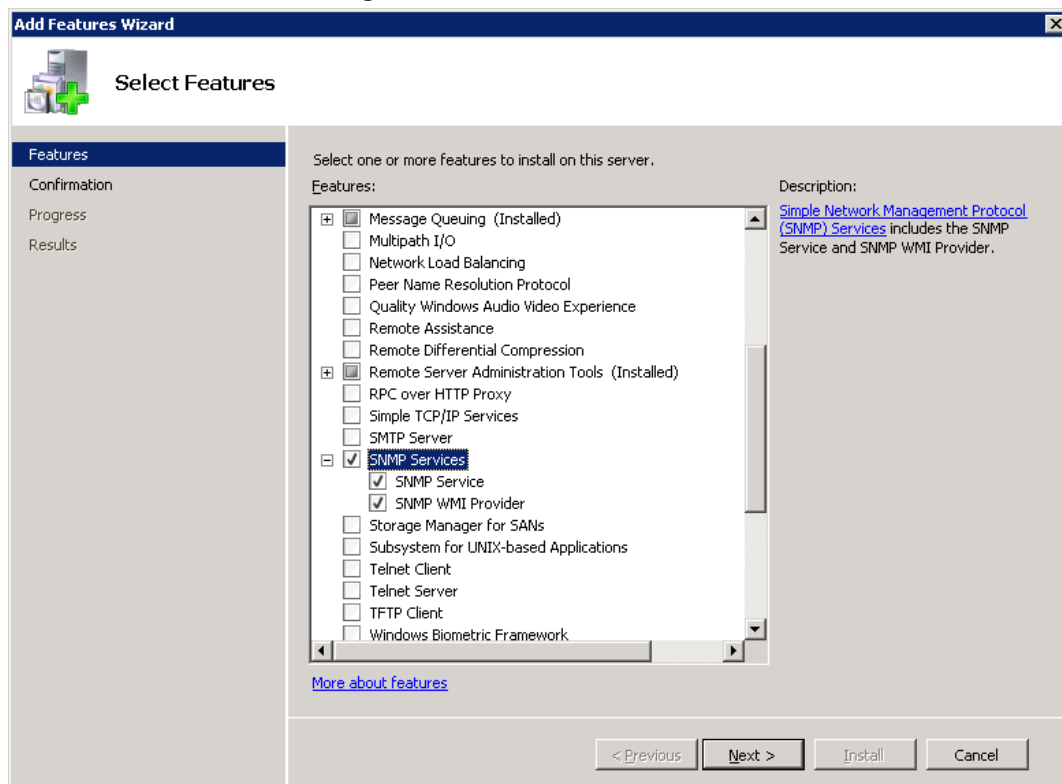 Add Features Wizard
Select Features
Features
Confirmation
Progress
Results
Select one or more features to install on this server.
Features:
Message Queuing (Installed)
Multipath I/O
Network Load Balancing
Peer Name Resolution Protocol
Quality Windows Audio Video Experience
Remote Assistance
Remote Differential Compression
Remote Server Administration Tools (Installed)
RPC over HTTP Proxy
Simple TCP/IP Services
SMTP Server
SNMP Services
SNMP Service
SNMP WMI Provider
Storage Manager for SANs
Subsystem for UNIX-based Applications
Telnet Client
Telnet Server
TFTP Client
Windows Biometric Framework
More about features
Description:
Simple Network Management Protocol
(SNMP) Services includes the SNMP
Service and SNMP WMI Provider.
< Previous Next > Install Cancel